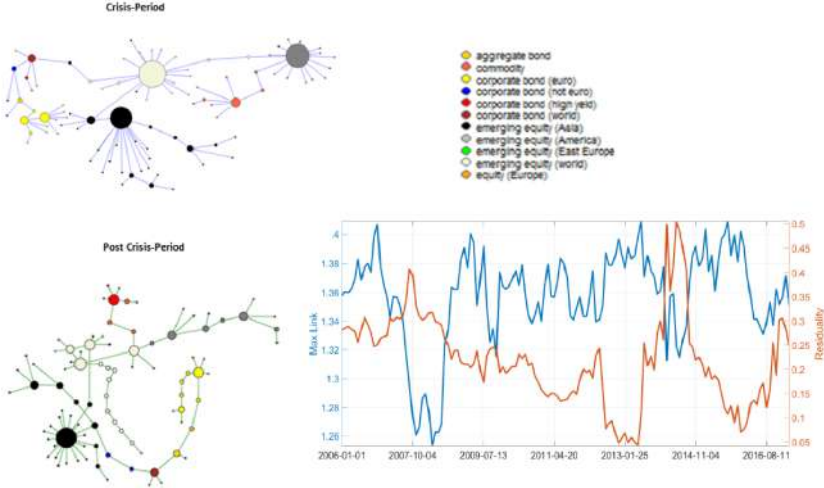 Crisis-Period
aggregate bond
commodity
corporate bond (euro)
corporate bond (not euro)
corporate bond (high yeld)
corporate bond (world)
emerging equity (Asia)
emerging equity (America)
emerging equity (East Europe
emerging equity (world)
equity (Europe)
Post Crisis-Period
.4
1.38
1.36
1.34
1.32
1.3
1.28
1.26
Max Link
0.5
0.45
0.4
0.35
0.3
0.25
0.2
0.15
0.1
0.05
Residuality
2006-01-01 2007-10-04 2009-07-13 2011-04-20 2013-01-25 2014-11-04 2016-08-11